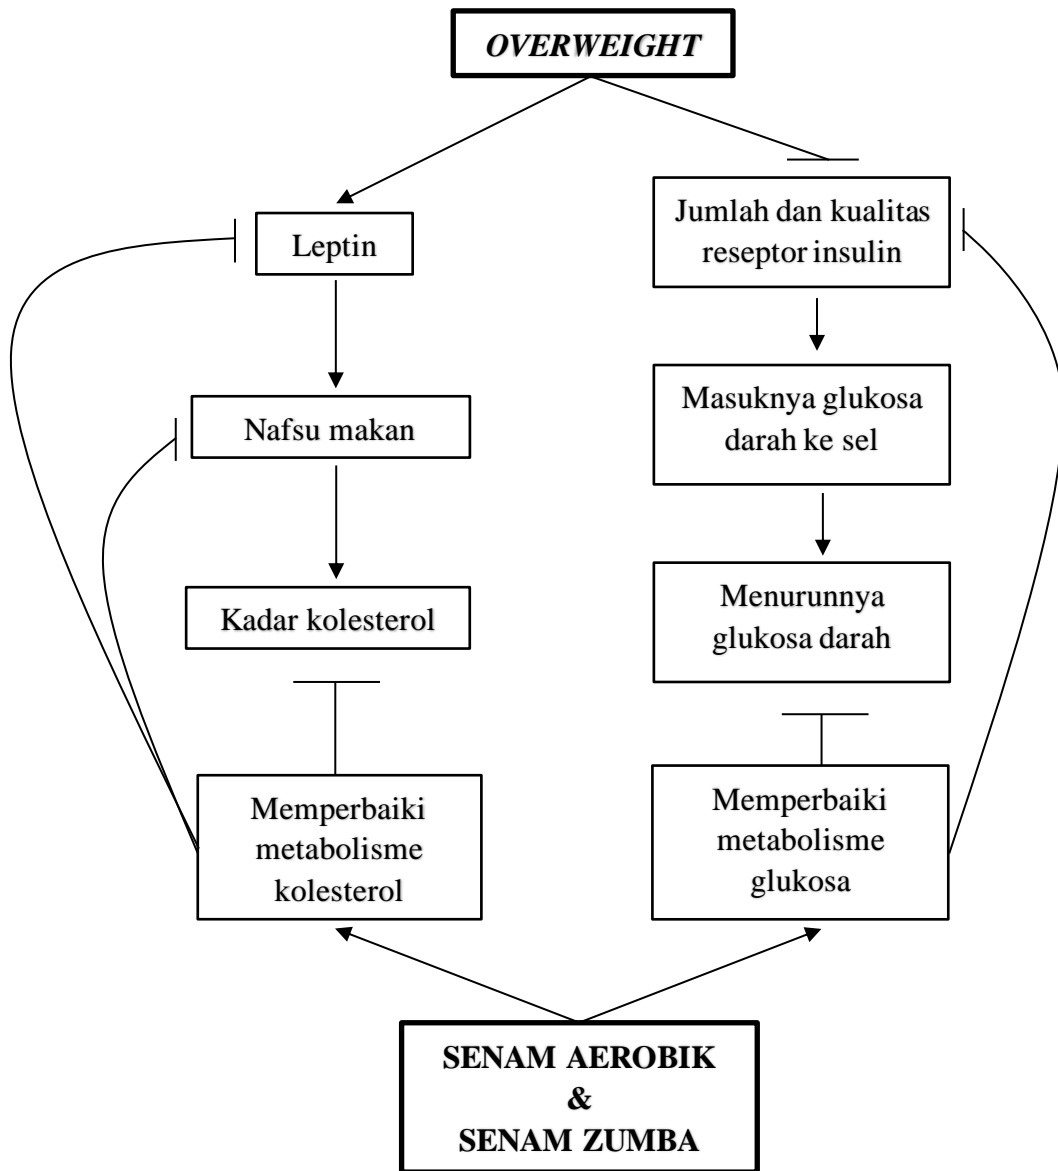 OVERWEIGHT
Leptin
Nafsu makan
Kadar kolesterol
Memperbaiki
metabolisme
kolesterol
Jumlah dan kualitas
reseptor insulin
Masuknya glukosa
darah ke sel
Menurunnya
glukosa darah
Memperbaiki
metabolisme
glukosa
SENAM AEROBIK
&
SENAM ZUMBA